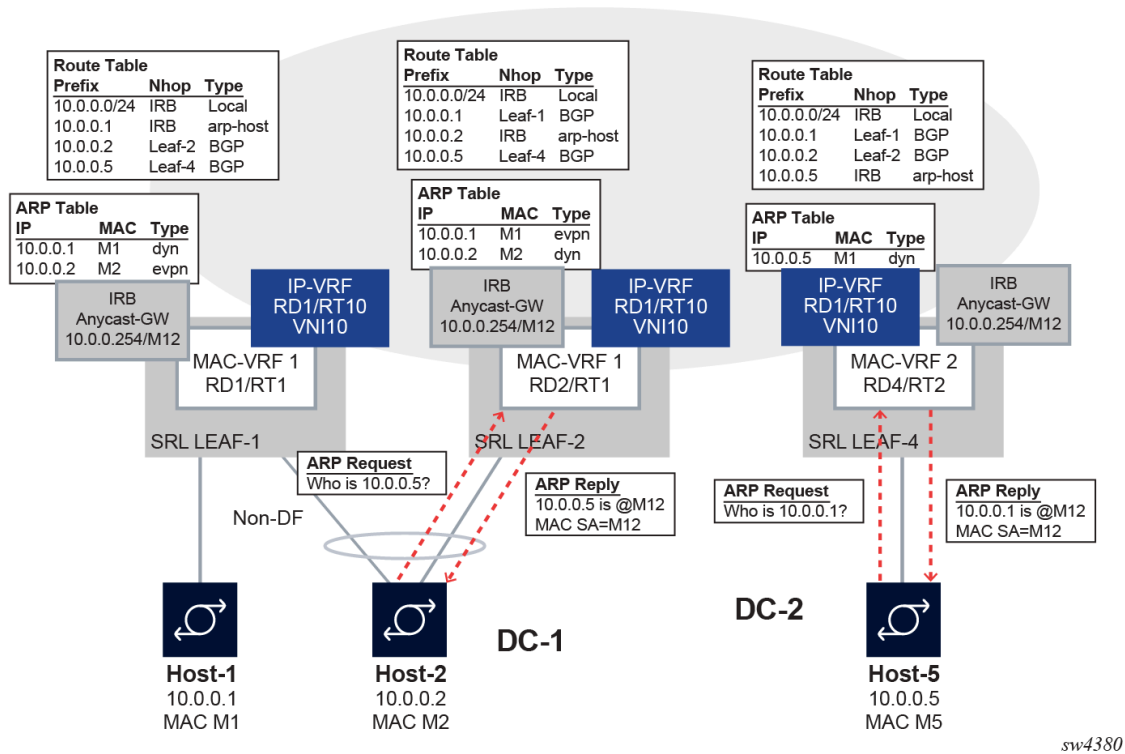 Route Table
Prefix Nhop Type
10.0.0.0/24 IRB Local
10.0.0.1 IRB arp-host
10.0.0.2 Leaf-2 BGP
10.0.0.5 Leaf-4 BGP
Route Table
Prefix Nhop Type
10.0.0.0/24 IRB Local
10.0.0.1 Leaf-1 BGP
10.0.0.2 IRB arp-host
10.0.0.5 Leaf-4 BGP
Route Table
Prefix Nhop Type
10.0.0.0/24 IRB Local
10.0.0.1 Leaf-1 BGP
10.0.0.2 Leaf-2 BGP
10.0.0.5 IRB arp-host
ARP Table
IP MAC Type
10.0.0.1 M1 dyn
10.0.0.2 M2 evpn
ARP Table
IP MAC Type
10.0.0.1 M1 evpn
10.0.0.2 M2 dyn
ARP Table
IP MAC Type
10.0.0.5 M1 dyn
IRB
Anycast-GW
10.0.0.254/M12
IP-VRF
RD1/RT10
VNI10
IRB
Anycast-GW
10.0.0.254/M12
IP-VRF
RD1/RT10
VNI10
IP-VRF
RD1/RT10
VNI10
IRB
Anycast-GW
10.0.0.254/M12
MAC-VRF 1
RD1/RT1
MAC-VRF 1
RD2/RT1
MAC-VRF 2
RD4/RT2
SRL LEAF-1
SRL LEAF-2
SRL LEAF-4
ARP Request
Who is 10.0.0.5?
ARP Reply
10.0.0.5 is @M12
MAC SA=M12
ARP Request
Who is 10.0.0.1?
ARP Reply
10.0.0.1 is @M12
MAC SA=M12
Non-DF
DC-1
DC-2
Host-1
10.0.0.1
MAC M1
Host-2
10.0.0.2
MAC M2
Host-5
10.0.0.5
MAC M5
sw4380